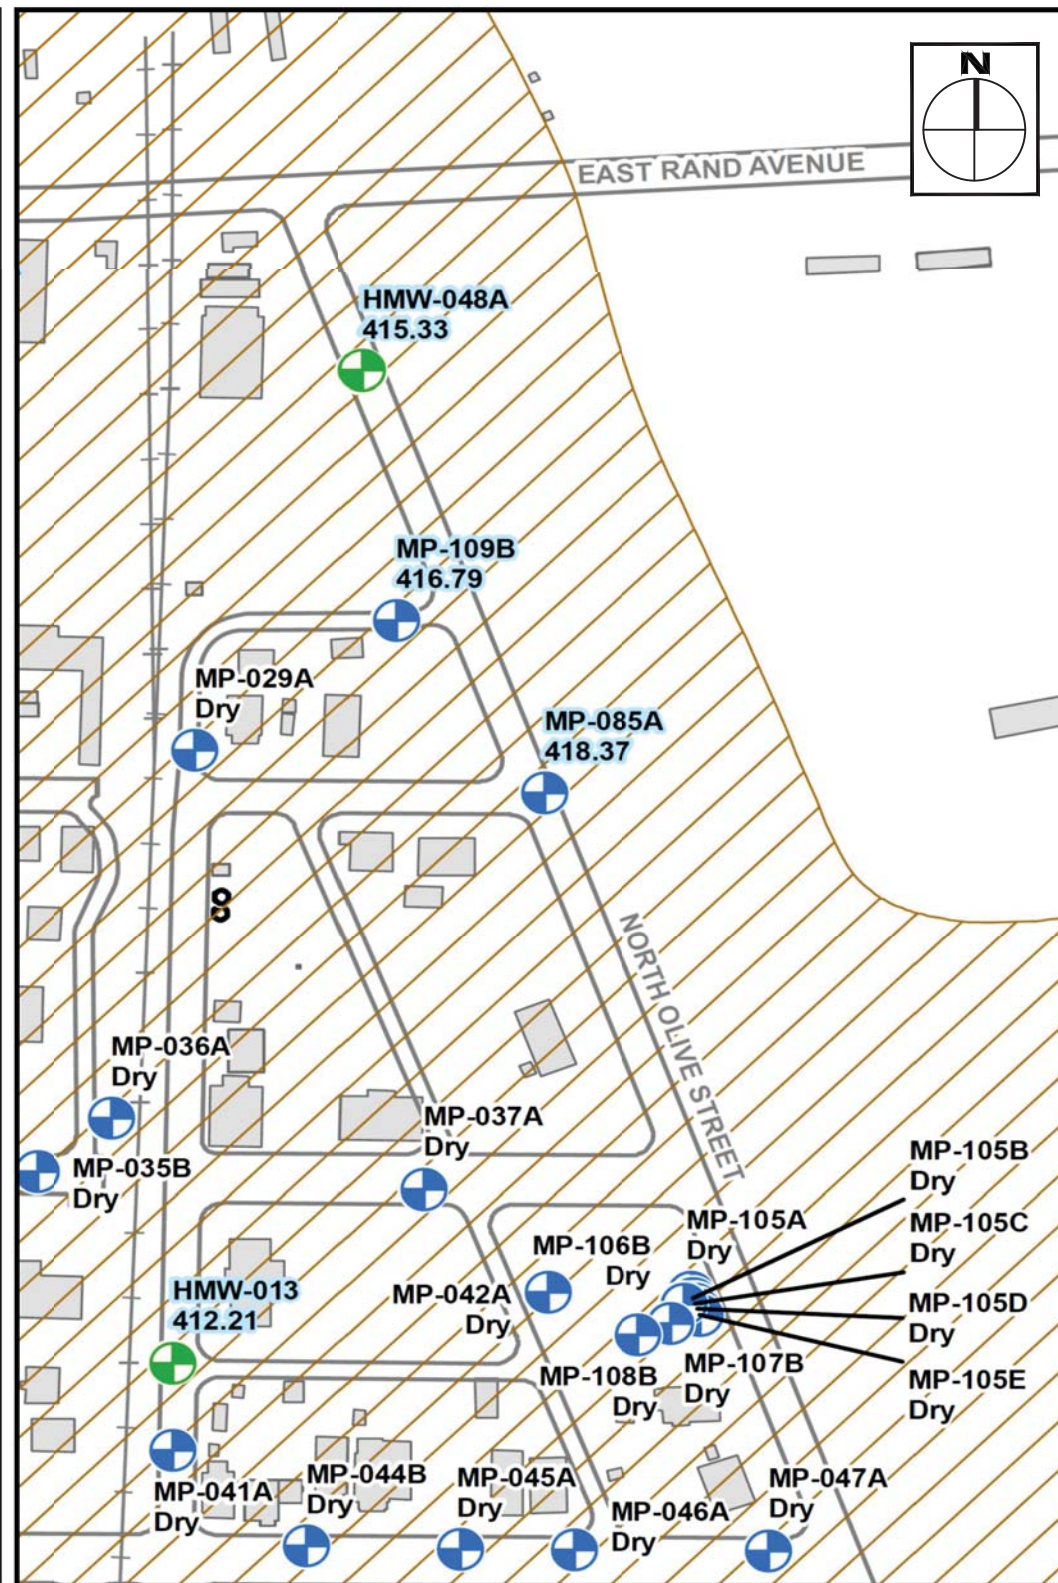 N
EAST RAND AVENUE
HMW-048A
415.33
MP-109B
416.79
MP-029A
Dry
MP-085A
418.37
NORTH OLIVE STREET
MP-036A
Dry
MP-037A
Dry
MP-035B
Dry
MP-105B
Dry
MP-105A
Dry
MP-105C
Dry
MP-106B
Dry
MP-042A
Dry
HMW-013
412.21
MP-105D
Dry
MP-107B
Dry
MP-108B
Dry
MP-105E
Dry
MP-041A
Dry
MP-044B
Dry
MP-045A
Dry
MP-046A
Dry
MP-047A
Dry